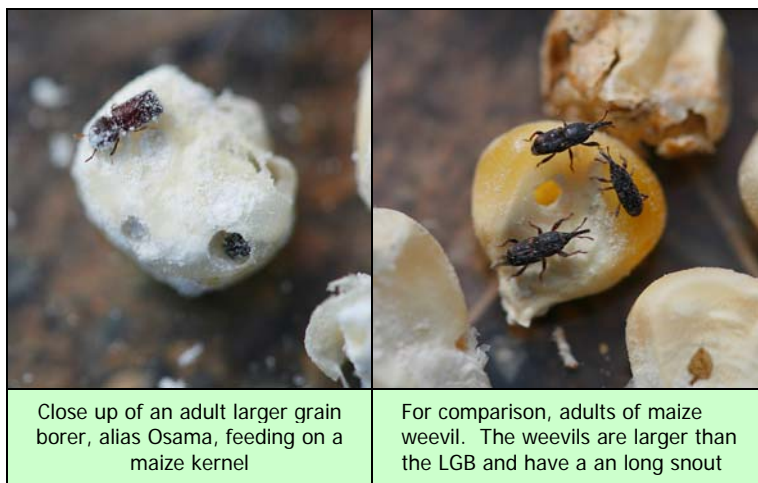 Close up of an adult larger grain
borer, alias Osama, feeding on a
maize kernel
For comparison, adults of maize
weevil. The weevils are larger than
the LGB and have a an long snout